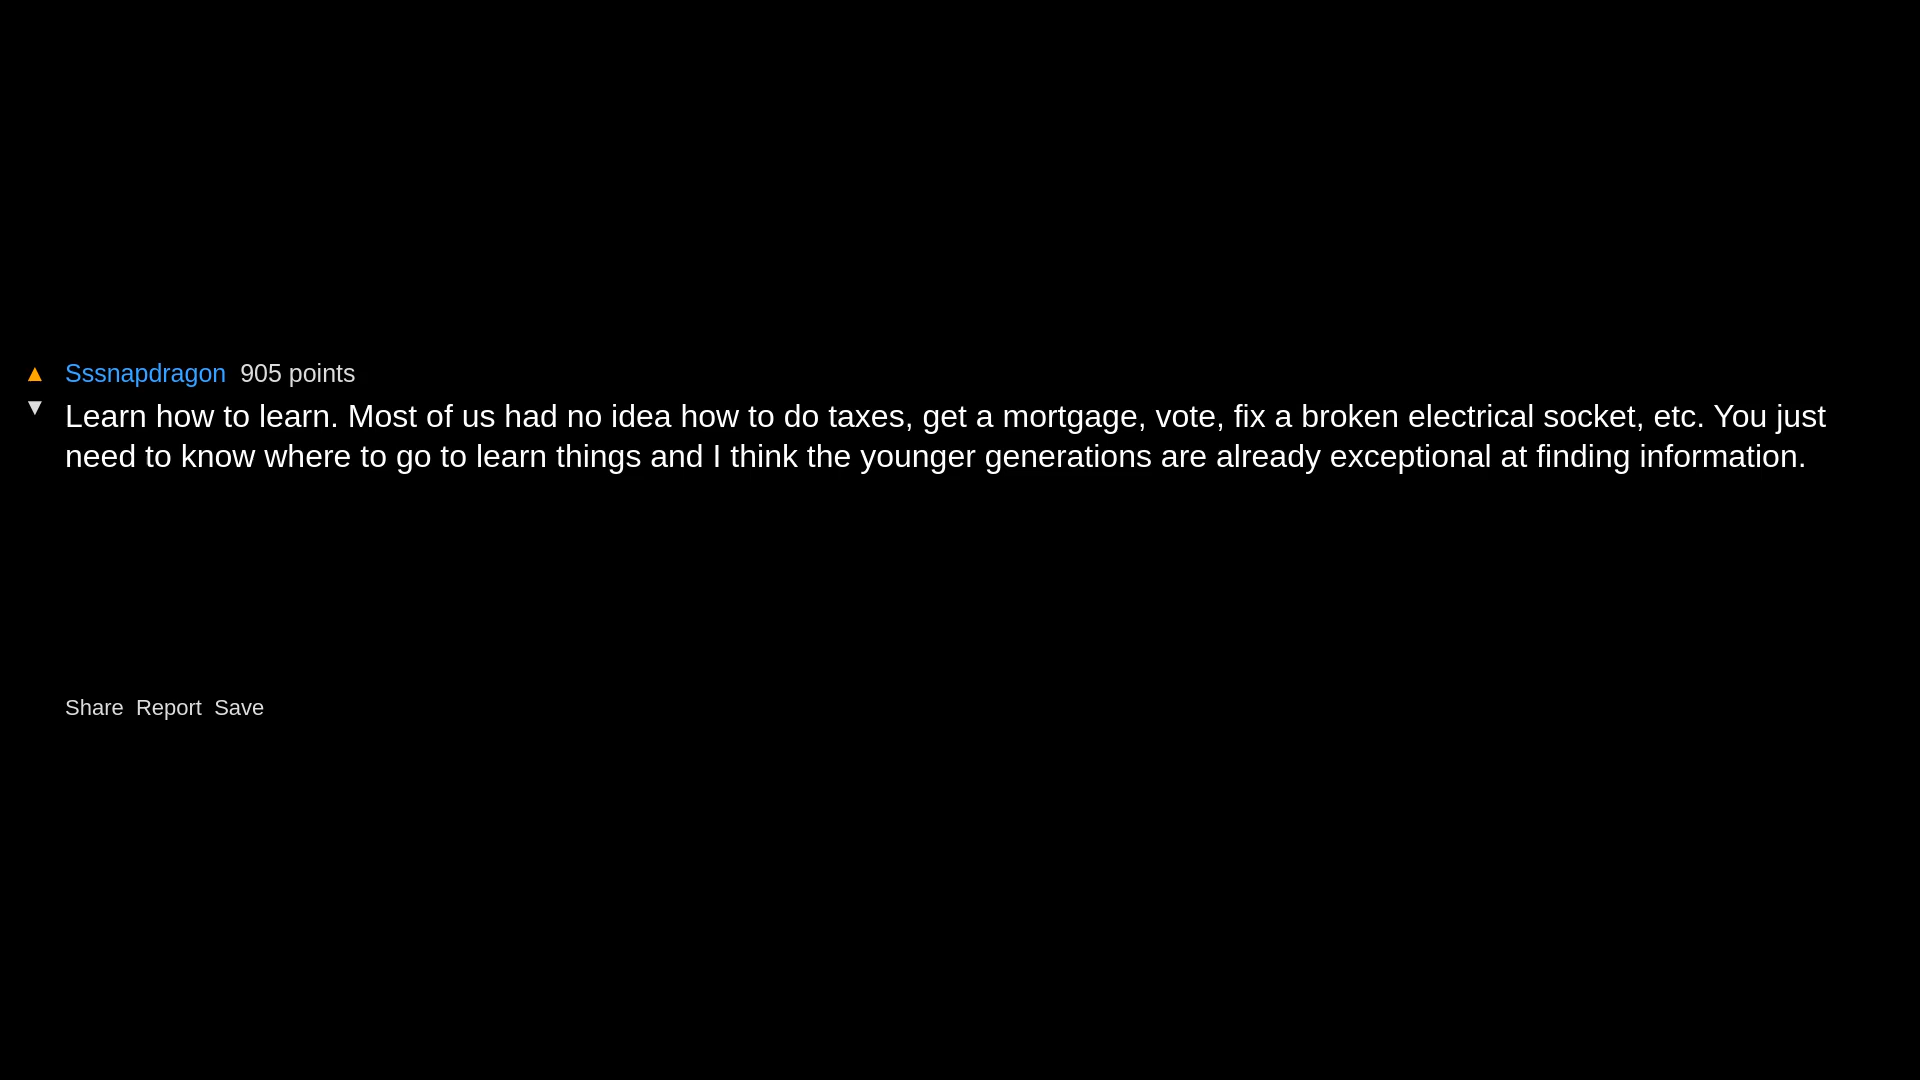 ▲ Sssnapdragon 905 points
▼ Learn how to learn. Most of us had no idea how to do taxes, get a mortgage, vote, fix a broken electrical socket, etc. You just
need to know where to go to learn things and I think the younger generations are already exceptional at finding information.
Share Report Save